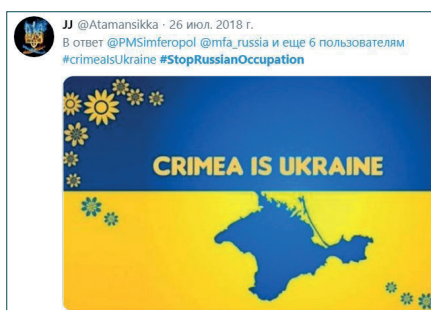 JJ @Atamansikka · 26 июл. 2018 г.
В ответ @PMSimferopol @mfa_russia и еще 6 пользователям
#crimeaIsUkraine #StopRussianOccupation
CRIMEA IS UKRAINE